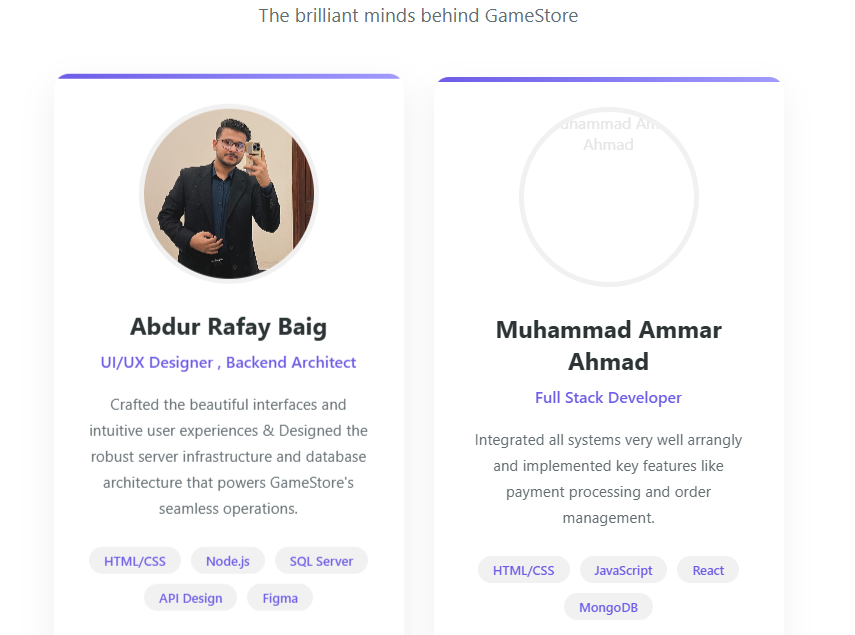 The brilliant minds behind GameStore
Abdur Rafay Baig
UI/UX Designer , Backend Architect
Crafted the beautiful interfaces and
intuitive user experiences & Designed the
robust server infrastructure and database
architecture that powers GameStore's
seamless operations.
HTML/CSS
Node.js
SQL Server
API Design
Figma
Ahmad
Muhammad Ammar
Ahmad
Full Stack Developer
Integrated all systems very well arrangly
and implemented key features like
payment processing and order
management.
HTML/CSS
JavaScript
React
MongoDB